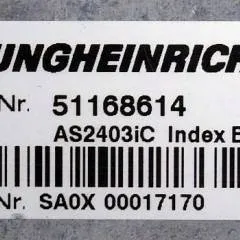 UNGHEINRICH
Nr. 51168614
AS2403iC Index B
Nr. SA0X 00017170